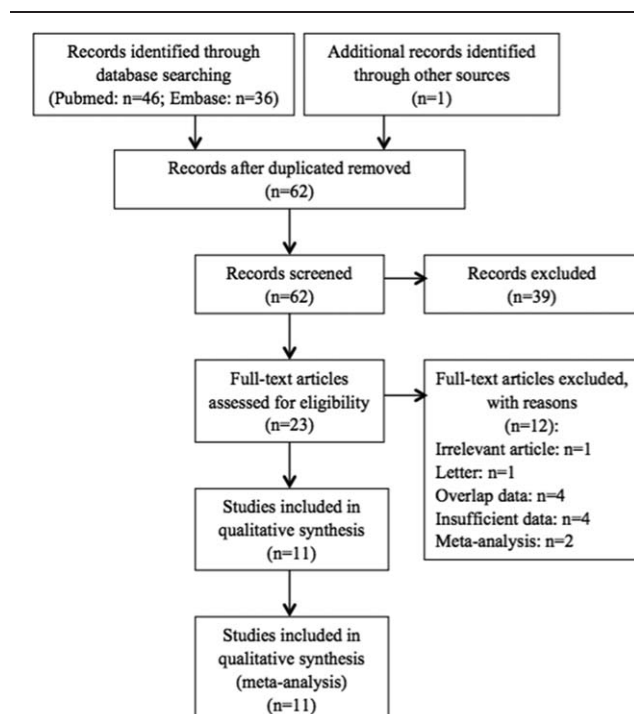 Records identified through
database searching
(Pubmed: n=46; Embase: n=36)
Additional records identified
through other sources
(n=1)
Records after duplicated removed
(n=62)
Records screened
(n=62)
Records excluded
(n=39)
Full-text articles
assessed for eligibility
(n=23)
Full-text articles excluded,
with reasons
(n=12):
Irrelevant article: n=1
Letter: n=1
Overlap data: n=4
Insufficient data: n=4
Meta-analysis: n=2
Studies included in
qualitative synthesis
(n=11)
Studies included in
qualitative synthesis
(meta-analysis)
(n=11)